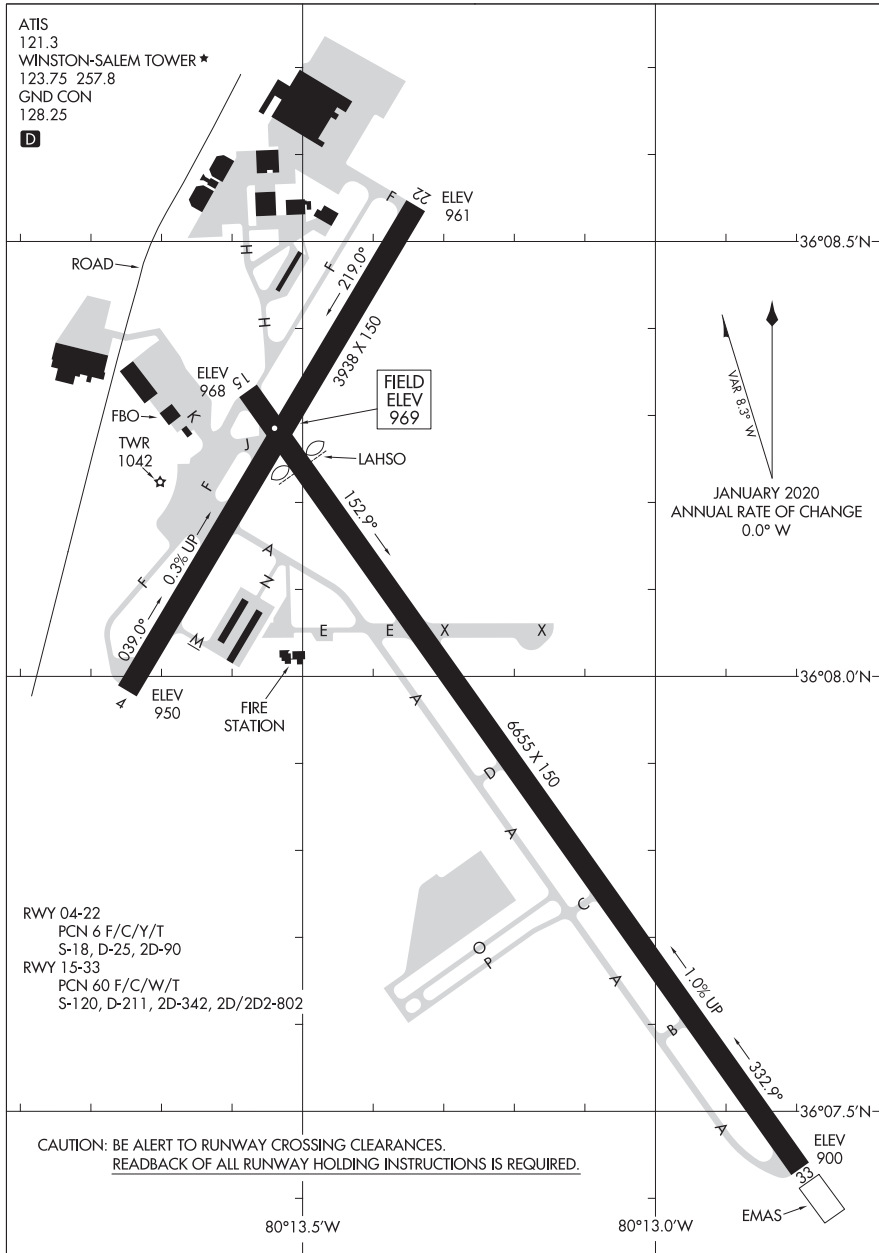 ATIS
121.3
WINSTON-SALEM TOWER ★
123.75 257.8
GND CON
128.25
D
F
22
ELEV
961
36°08.5'N
ROAD
H
F
219.0°
H
3938 X 150
VAR 8.3° W
ELEV
968
15
FIELD
ELEV
969
FBO
K
TWR
1042
J
LAHSO
F
JANUARY 2020
ANNUAL RATE OF CHANGE
0.0° W
152.9°
A
0.3% UP
N
F
039.0°
M
E
E
X
X
36°08.0'N
4
ELEV
950
FIRE
STATION
A
6655 X 150
D
A
C
RWY 04-22
PCN 6 F/C/Y/T
S-18, D-25, 2D-90
RWY 15-33
PCN 60 F/C/W/T
S-120, D-211, 2D-342, 2D/2D2-802
O
P
A
1.0% UP
B
332.9°
36°07.5'N
A
CAUTION: BE ALERT TO RUNWAY CROSSING CLEARANCES.
READBACK OF ALL RUNWAY HOLDING INSTRUCTIONS IS REQUIRED.
ELEV
900
33
EMAS
80°13.5'W
80°13.0'W